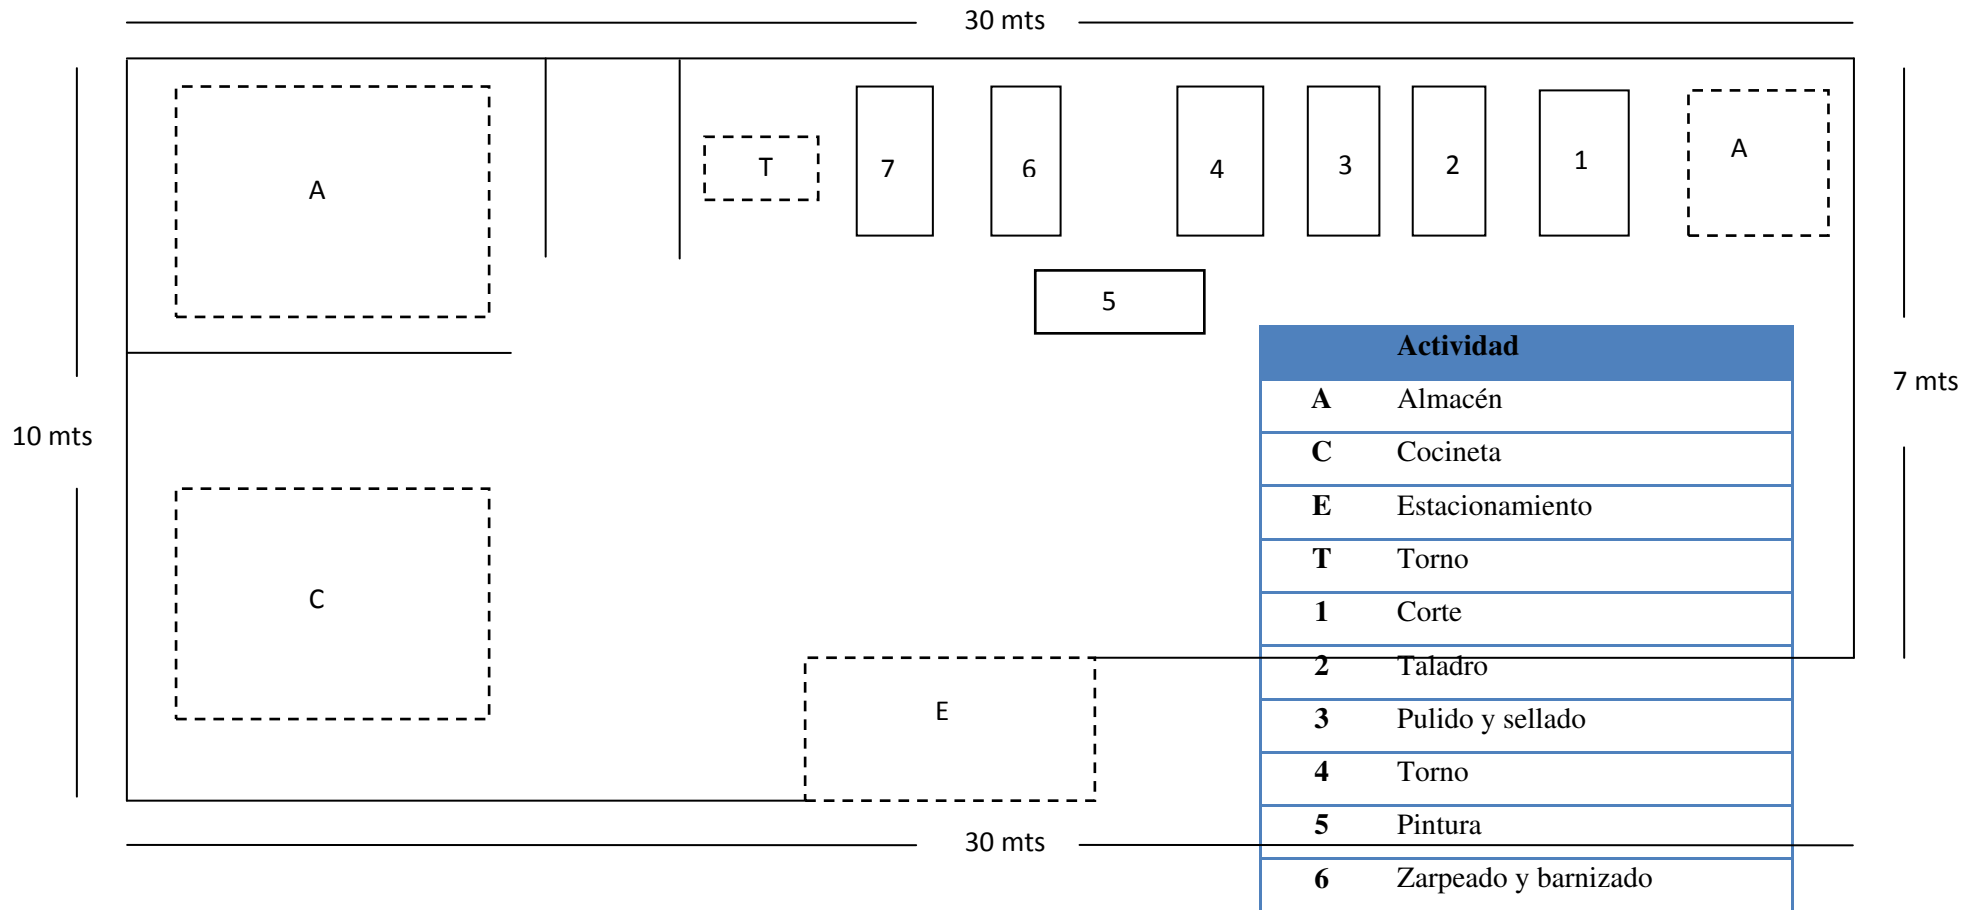 30 mts
A
T
7
6
4
3
2
1
A
5
10 mts
7 mts
C
E
30 mts
Actividad
A Almacén
C Cocineta
E Estacionamiento
T Torno
1 Corte
2 Taladro
3 Pulido y sellado
4 Torno
5 Pintura
6 Zarpeado y barnizado